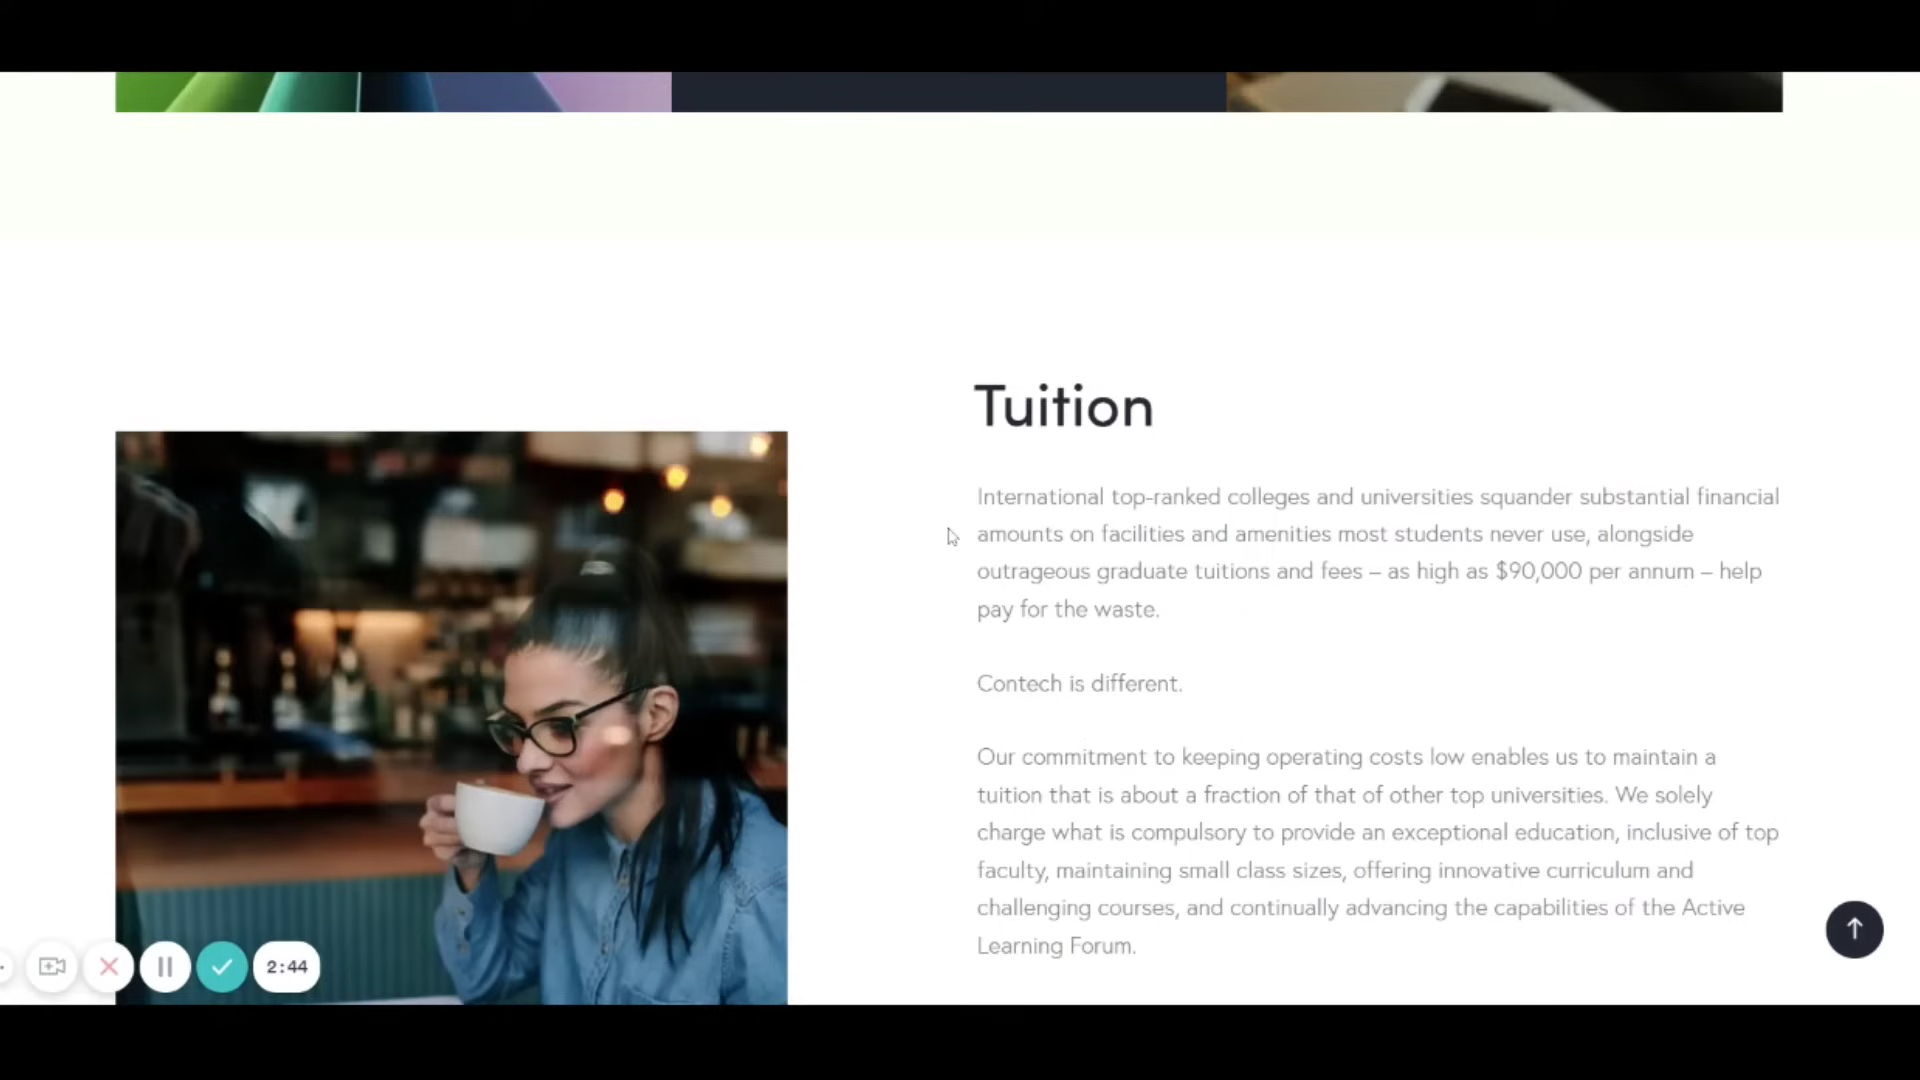 Tuition
International top-ranked colleges and universities squander substantial financial
amounts on facilities and amenities most students never use, alongside
outrageous graduate tuitions and fees – as high as $90,000 per annum – help
pay for the waste.
Contech is different.
Our commitment to keeping operating costs low enables us to maintain a
tuition that is about a fraction of that of other top universities. We solely
charge what is compulsory to provide an exceptional education, inclusive of top
faculty, maintaining small class sizes, offering innovative curriculum and
challenging courses, and continually advancing the capabilities of the Active
Learning Forum.
2:44